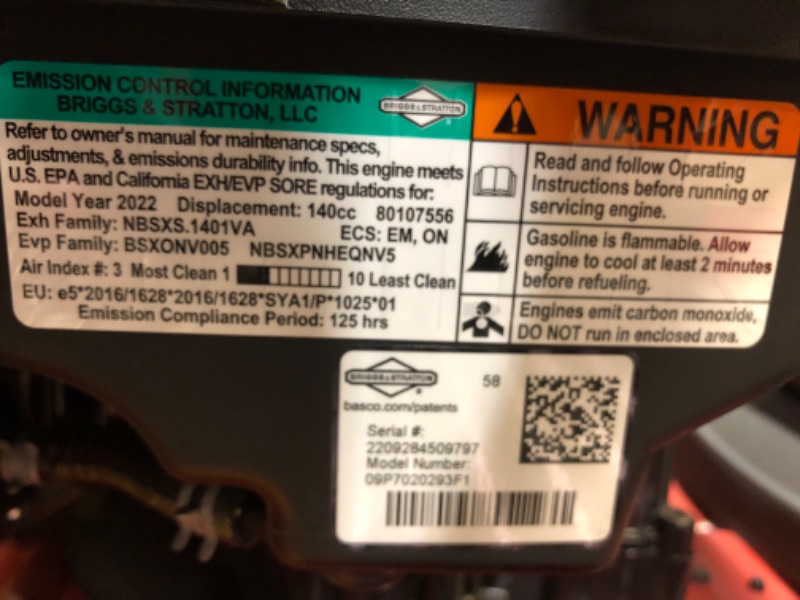 EMISSION CONTROL INFORMATION
BRIGGS & STRATTON, LLC
BRIGGS & STRATTON
®
Refer to owner's manual for maintenance specs,
adjustments, & emissions durability info. This engine meets
U.S. EPA and California EXH/EVP SORE regulations for:
Model Year 2022 Displacement: 140cc 80107556
Exh Family: NBSXS.1401VA ECS: EM, ON
Evp Family: BSXONV005 NBSXPNHEQNV5
Air Index #: 3 Most Clean 1 10 Least Clean
EU: e5*2016/1628*2016/1628*SYA1/P*1025*01
Emission Compliance Period: 125 hrs
WARNING
Read and follow Operating
Instructions before running or
servicing engine.
Gasoline is flammable. Allow
engine to cool at least 2 minutes
before refueling.
Engines emit carbon monoxide,
DO NOT run in enclosed area.
BRIGGS & STRATTON
®
58
basco.com/patents
Serial #:
2209284509797
Model Number:
09P7020293F1